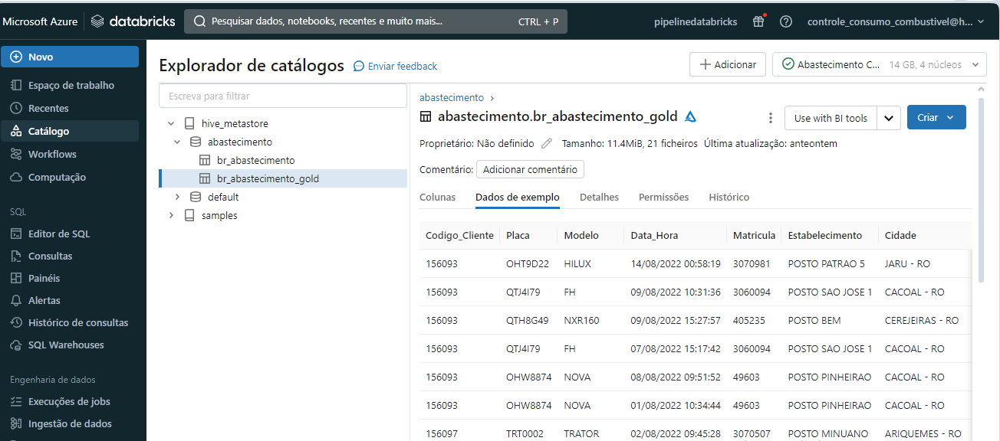 Microsoft Azure databricks Pesquisar dados, notebooks, recentes e muito mais... CTRL + P pipelinedatabricks controle_consumo_combustivel@h...
Novo
Espaço de trabalho
Recentes
Catálogo
Workflows
Computação
SQL
Editor de SQL
Consultas
Painéis
Alertas
Histórico de consultas
SQL Warehouses
Engenharia de dados
Execuções de jobs
Ingestão de dados
Explorador de catálogos Enviar feedback
Adicionar Abastecimento C... 14 GB, 4 núcleos
Escreva para filtrar
hive_metastore
abastecimento
br_abastecimento
br_abastecimento_gold
default
samples
abastecimento
abastecimento.br_abastecimento_gold Use with BI tools Criar
Proprietário: Não definido Tamanho: 11.4MiB, 21 ficheiros Última atualização: anteontem
Comentário: Adicionar comentário
Colunas Dados de exemplo Detalhes Permissões Histórico
Codigo_Cliente Placa Modelo Data_Hora Matricula Estabelecimento Cidade
156093 OHT9D22 HILUX 14/08/2022 00:58:19 3070981 POSTO PATRAO 5 JARU - RO
156093 QTJ4I79 FH 09/08/2022 10:31:36 3060094 POSTO SAO JOSE 1 CACOAL - RO
156093 QTH8G49 NXR160 09/08/2022 15:27:57 405235 POSTO BEM CEREJEIRAS - RO
156093 QTJ4I79 FH 07/08/2022 15:17:42 3060094 POSTO SAO JOSE 1 CACOAL - RO
156093 OHW8874 NOVA 08/08/2022 09:51:52 49603 POSTO PINHEIRAO CACOAL - RO
156093 OHW8874 NOVA 01/08/2022 10:34:44 49603 POSTO PINHEIRAO CACOAL - RO
156097 TRT0002 TRATOR 02/08/2022 09:45:28 3070507 POSTO MINUANO ARIQUEMES - RO